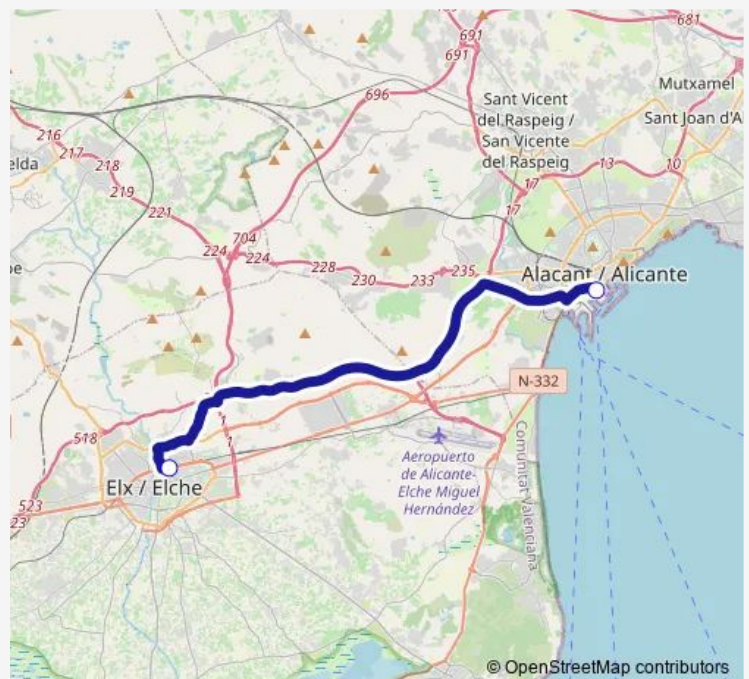 691
681
691
696
Mutxamel
Sant Vicent
del Raspeig /
San Vicente
del Raspeig
Sant Joan d'A
216
217
218
219
221
elda
13
10
17
17
704
224
224
228
230
233
235
Alacant / Alicante
N-332
1
1
518
Elx / Elche
523
23
Aeropuerto
de Alicante-
Elche Miguel
Hernández
Comunitat Valenciana
© OpenStreetMap contributors